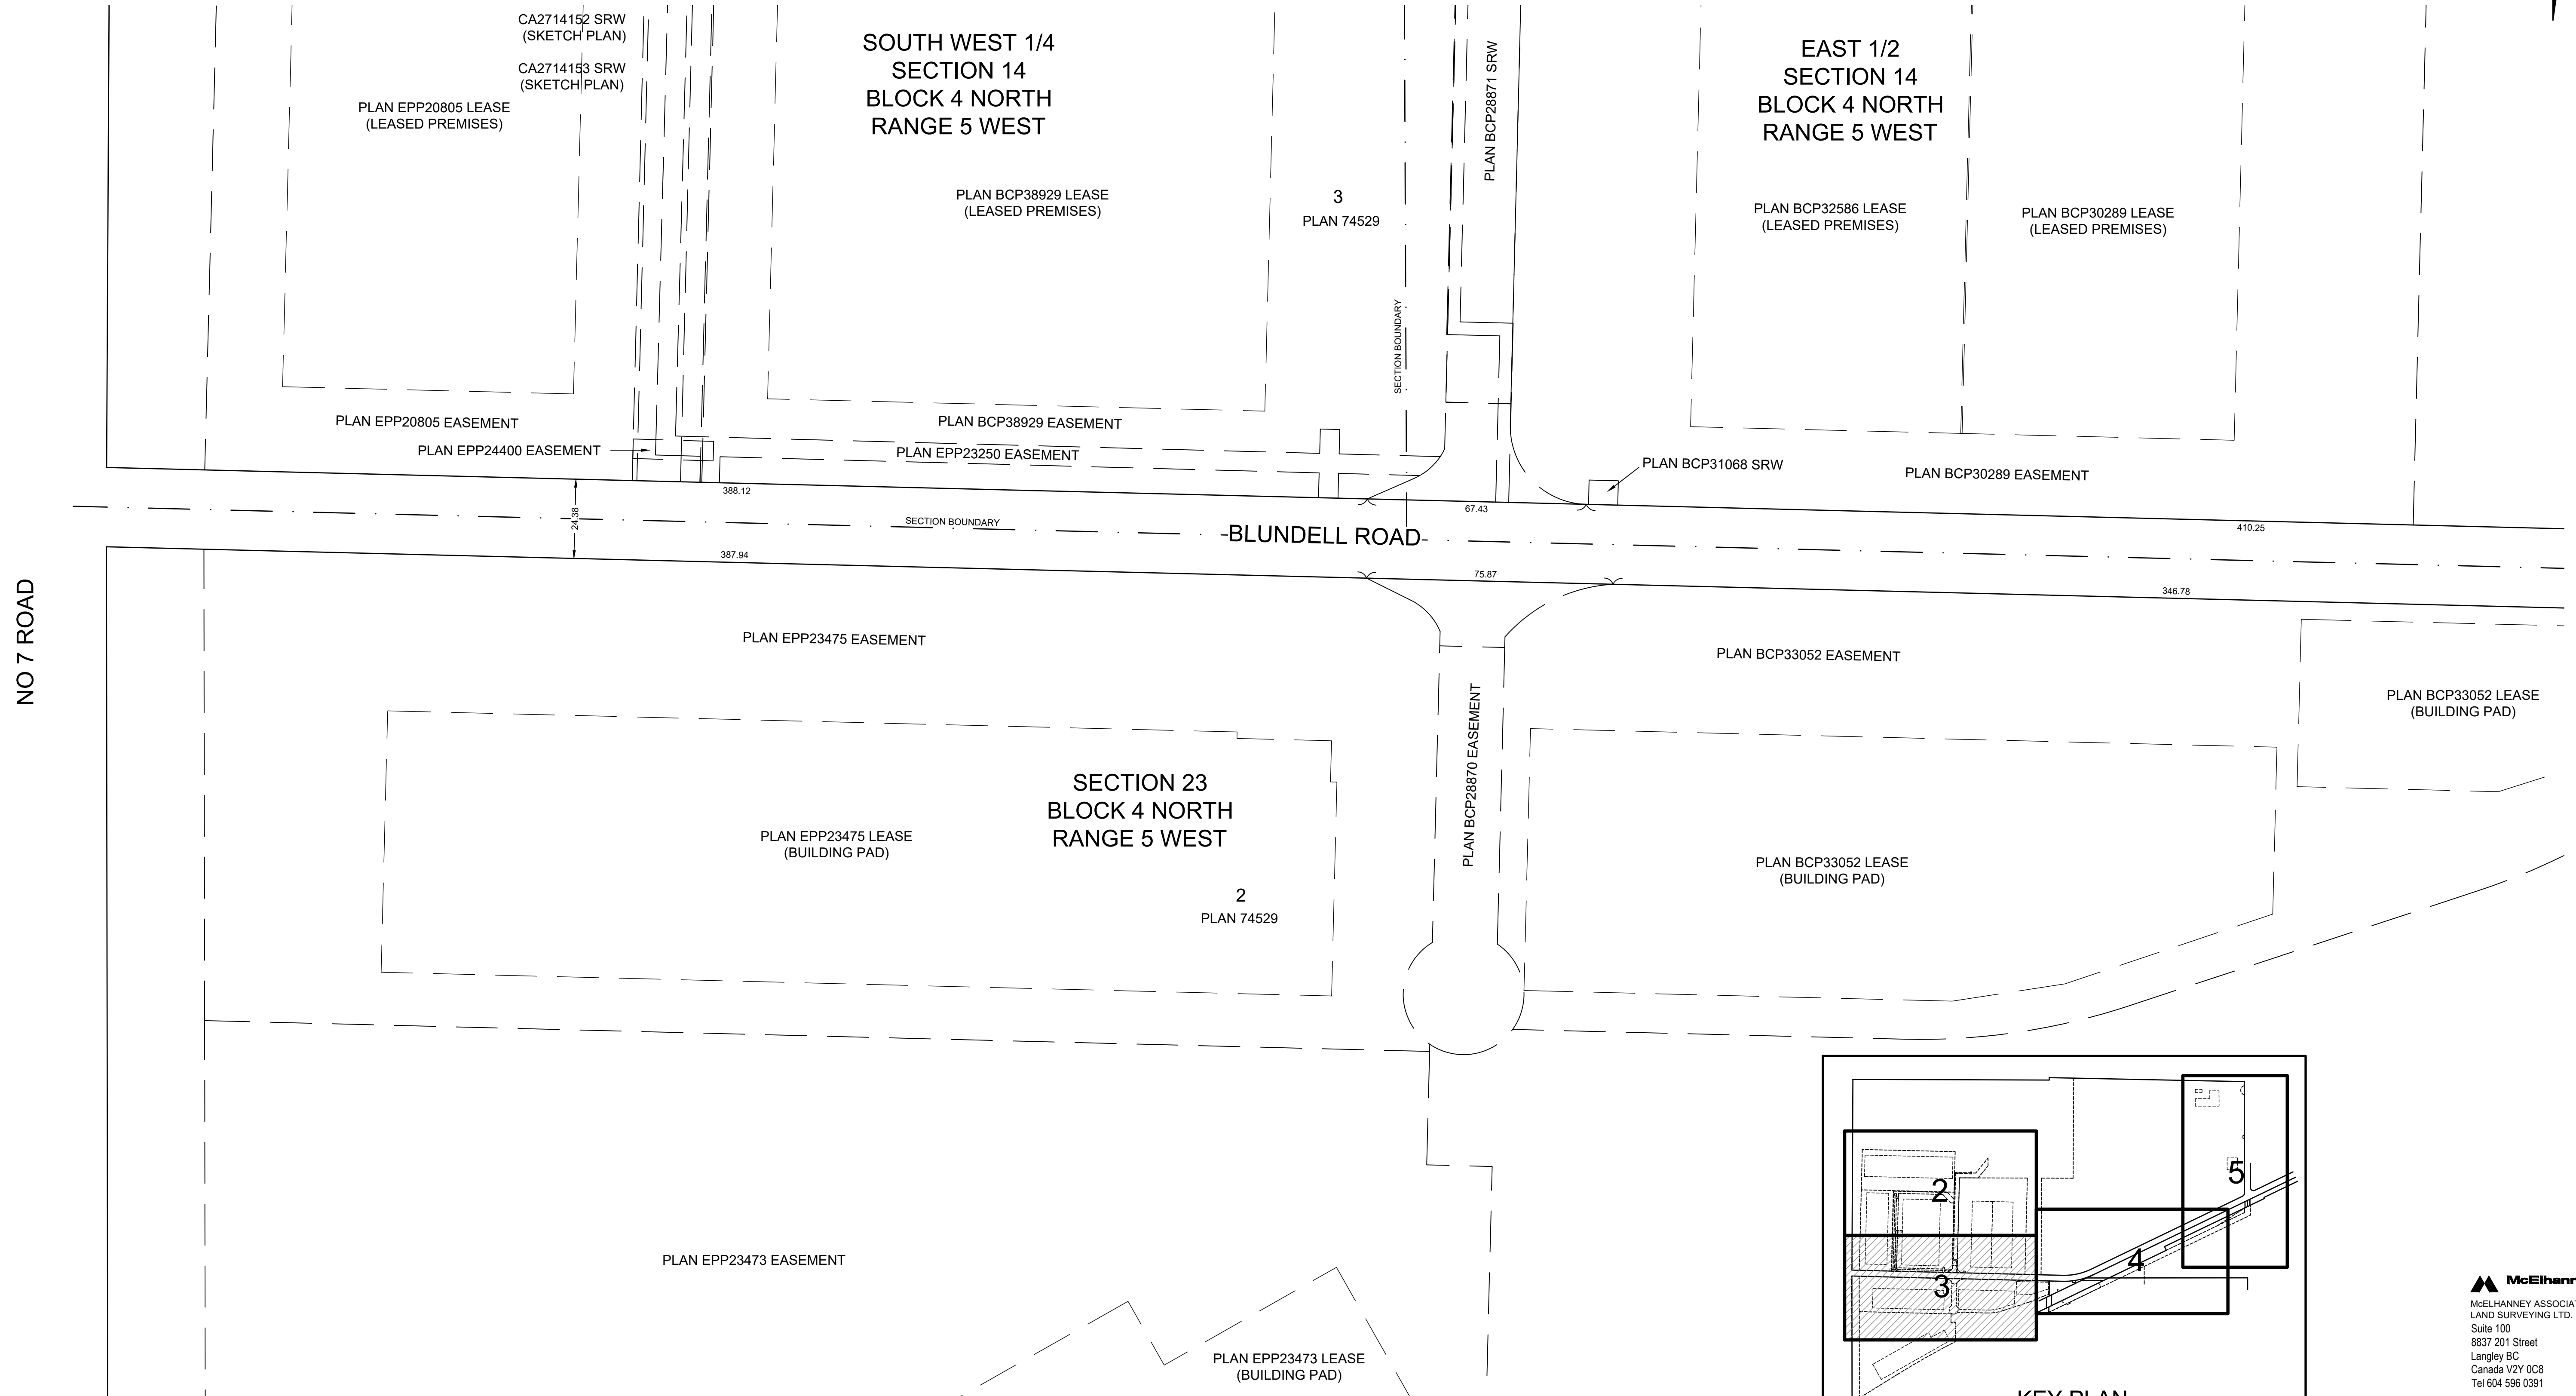 CA2714152 SRW
(SKETCH PLAN)
CA2714153 SRW
(SKETCH PLAN)
PLAN EPP20805 LEASE
(LEASED PREMISES)
SOUTH WEST 1/4
SECTION 14
BLOCK 4 NORTH
RANGE 5 WEST
PLAN BCP38929 LEASE
(LEASED PREMISES)
3
PLAN 74529
SECTION BOUNDARY
PLAN BCP28871 SRW
EAST 1/2
SECTION 14
BLOCK 4 NORTH
RANGE 5 WEST
PLAN BCP32586 LEASE
(LEASED PREMISES)
PLAN BCP30289 LEASE
(LEASED PREMISES)
PLAN EPP20805 EASEMENT
PLAN EPP24400 EASEMENT
PLAN BCP38929 EASEMENT
PLAN EPP23250 EASEMENT
PLAN BCP31068 SRW
PLAN BCP30289 EASEMENT
388.12
67.43
410.25
24.38
SECTION BOUNDARY
BLUNDELL ROAD
387.94
75.87
346.78
NO 7 ROAD
PLAN EPP23475 EASEMENT
PLAN BCP33052 EASEMENT
PLAN BCP33052 LEASE
(BUILDING PAD)
PLAN BCP28870 EASEMENT
SECTION 23
BLOCK 4 NORTH
RANGE 5 WEST
PLAN EPP23475 LEASE
(BUILDING PAD)
PLAN BCP33052 LEASE
(BUILDING PAD)
2
PLAN 74529
PLAN EPP23473 EASEMENT
PLAN EPP23473 LEASE
(BUILDING PAD)
2
5
4
3
KEY PLAN
McElhann
McELHANNEY ASSOCIAT
LAND SURVEYING LTD.
Suite 100
8837 201 Street
Langley BC
Canada V2Y 0C8
Tel 604 596 0391